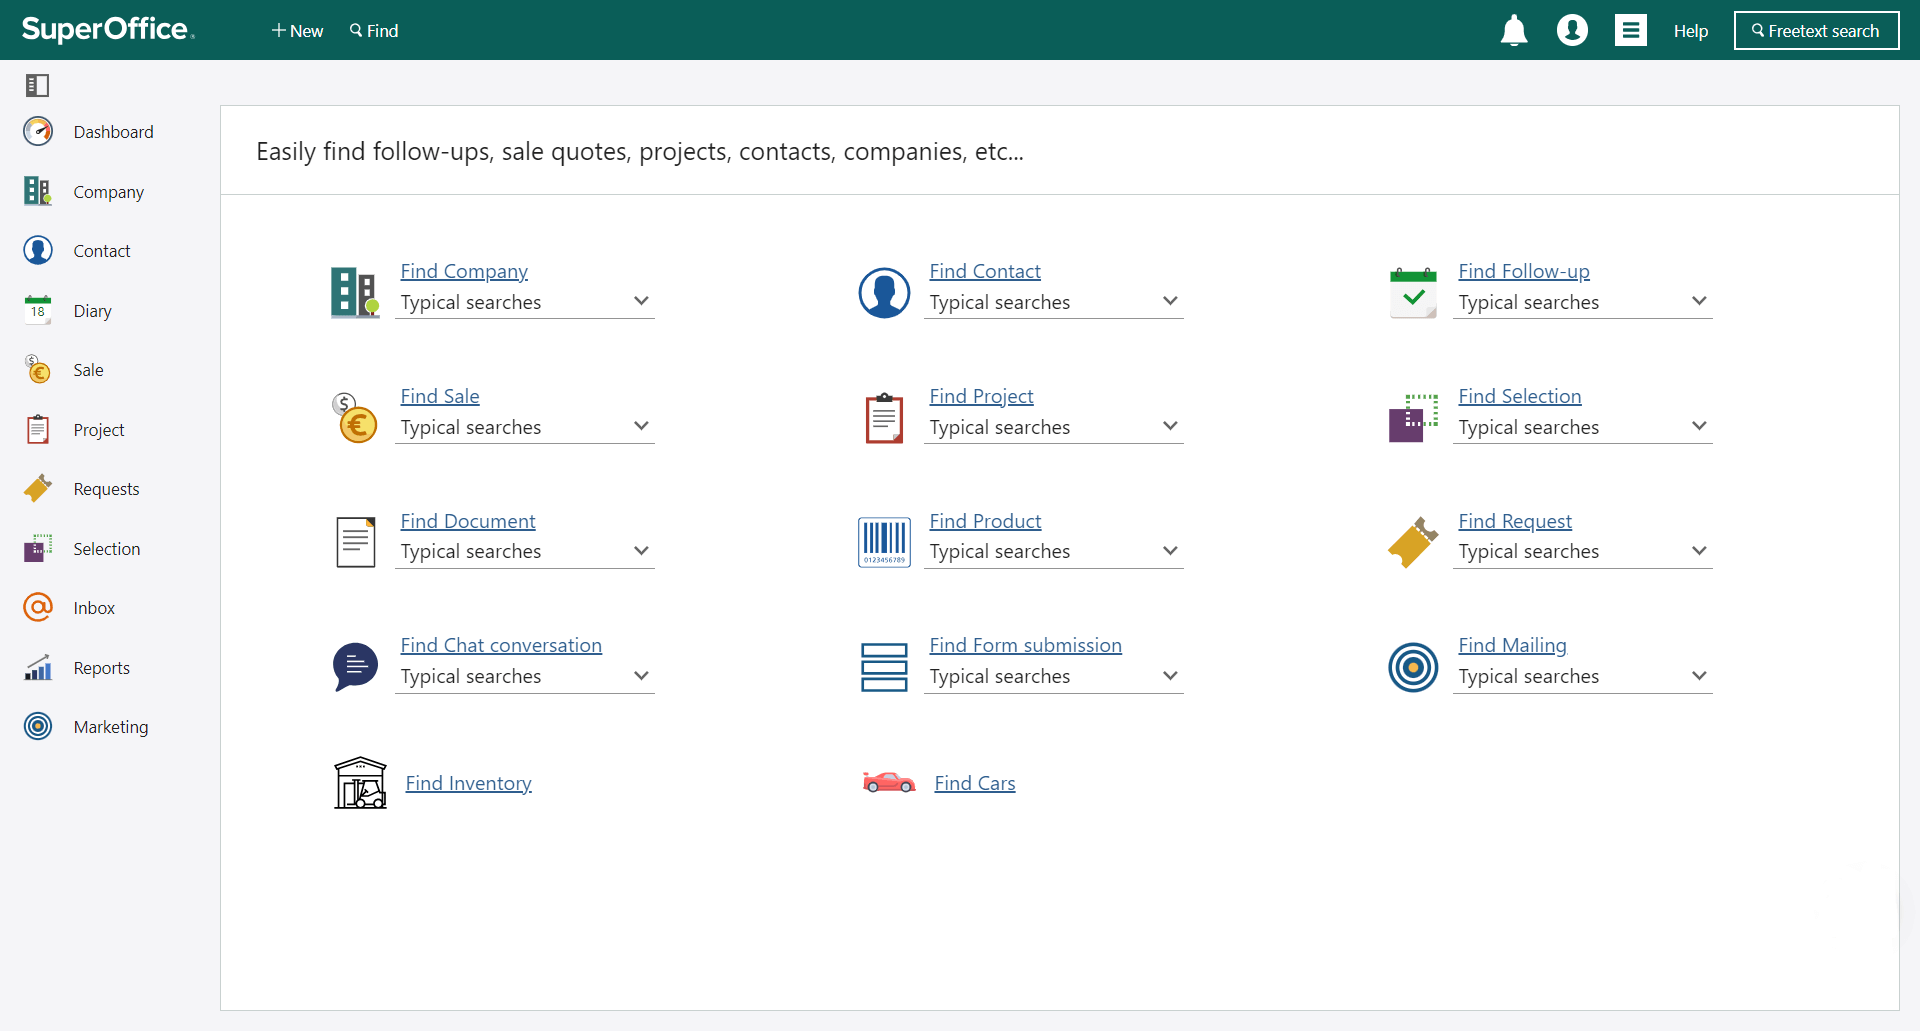 SuperOffice.
+ New
Find
Help
Freetext search
Dashboard
Company
Contact
18
Diary
$
€
Sale
Project
Requests
Selection
Inbox
Reports
Marketing
Easily find follow-ups, sale quotes, projects, contacts, companies, etc...
Find Company
Typical searches
Find Contact
Typical searches
Find Follow-up
Typical searches
$
€
Find Sale
Typical searches
Find Project
Typical searches
Find Selection
Typical searches
Find Document
Typical searches
0123456789
Find Product
Typical searches
Find Request
Typical searches
Find Chat conversation
Typical searches
Find Form submission
Typical searches
Find Mailing
Typical searches
Find Inventory
Find Cars